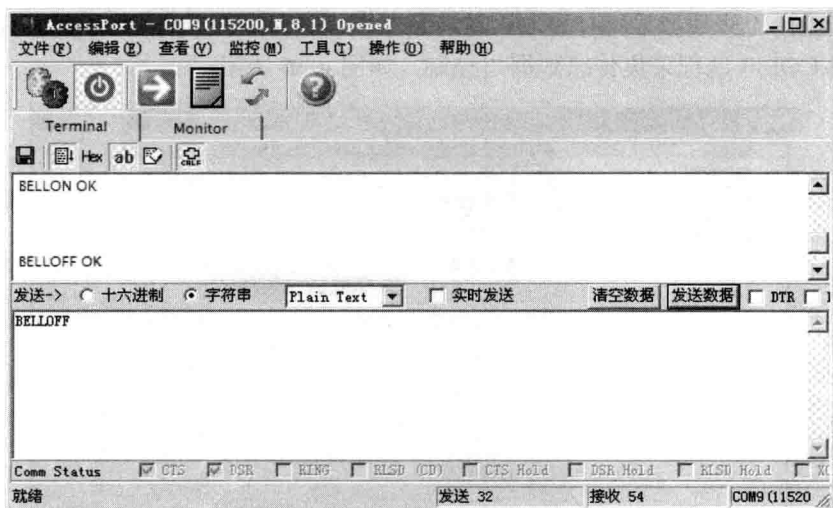 AccessPort - COM9(115200,N,8,1) Opened
文件(F) 编辑(E) 查看(V) 监控(M) 工具(T) 操作(O) 帮助(H)
Terminal Monitor
Hex ab CRLF
BELLON OK
BELLOFF OK
发送-> 十六进制 字符串 Plain Text 实时发送 清空数据 发送数据 DTR
BELLOFF
Comm Status CTS DSR RING RLSD (CD) CTS Hold DSR Hold RLSD Hold
就绪 发送 32 接收 54 COM9(11520